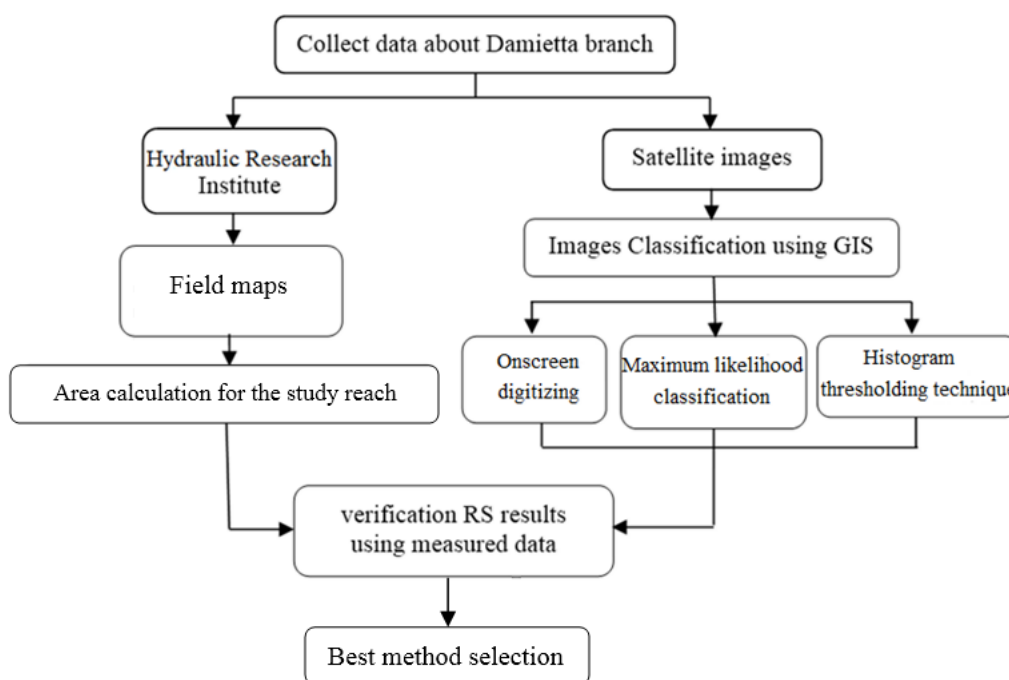 Collect data about Damietta branch
Hydraulic Research
Institute
Satellite images
Field maps
Images Classification using GIS
Area calculation for the study reach
Onscreen
digitizing
Maximum likelihood
classification
Histogram
thresholding technique
verification RS results
using measured data
Best method selection